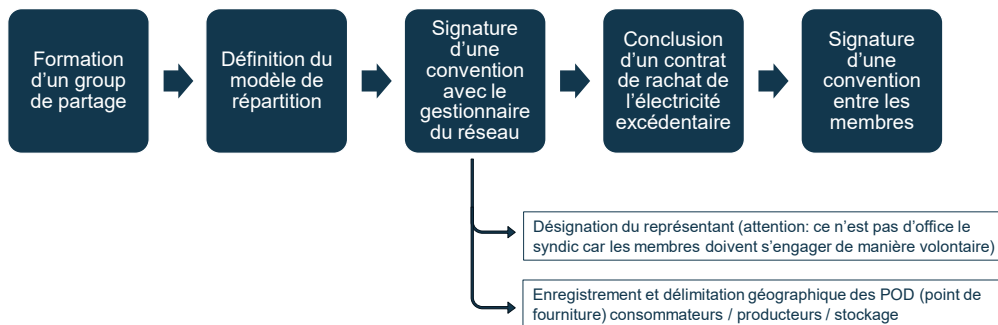 Formation
d'un group
de partage
Définition du
modèle de
répartition
Signature
d'une
convention
avec le
gestionnaire
du réseau
Conclusion
d'un contrat
de rachat de
l'électricité
excédentaire
Signature
d'une
convention
entre les
membres
Désignation du représentant (attention: ce n'est pas d'office le
syndic car les membres doivent s'engager de manière volontaire)
Enregistrement et délimitation géographique des POD (point de
fourniture) consommateurs / producteurs / stockage